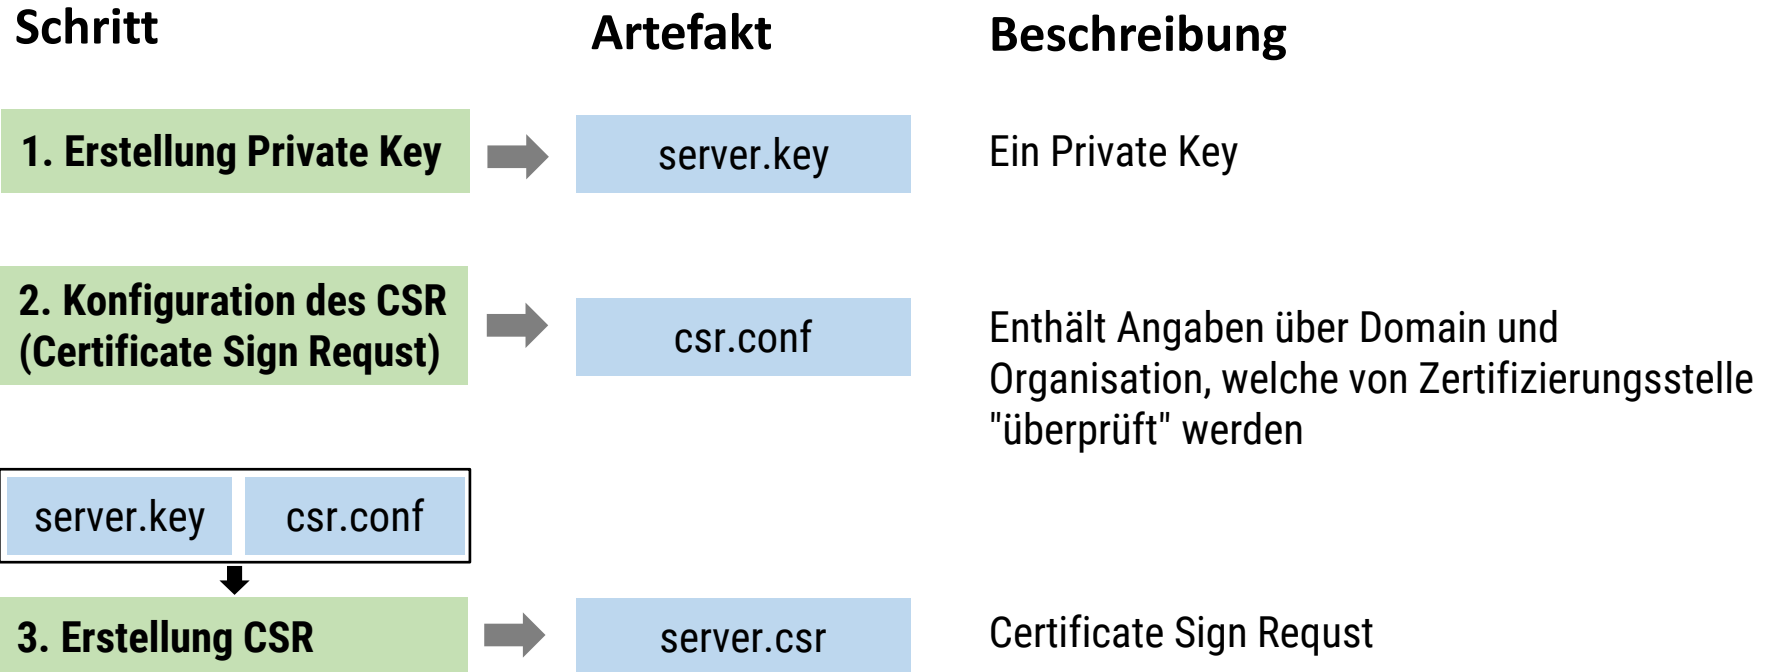 Schritt
Artefakt
Beschreibung
1. Erstellung Private Key
server.key
Ein Private Key
2. Konfiguration des CSR
(Certificate Sign Requst)
csr.conf
Enthält Angaben über Domain und
Organisation, welche von Zertifizierungsstelle
"überprüft" werden
server.key
csr.conf
3. Erstellung CSR
server.csr
Certificate Sign Requst